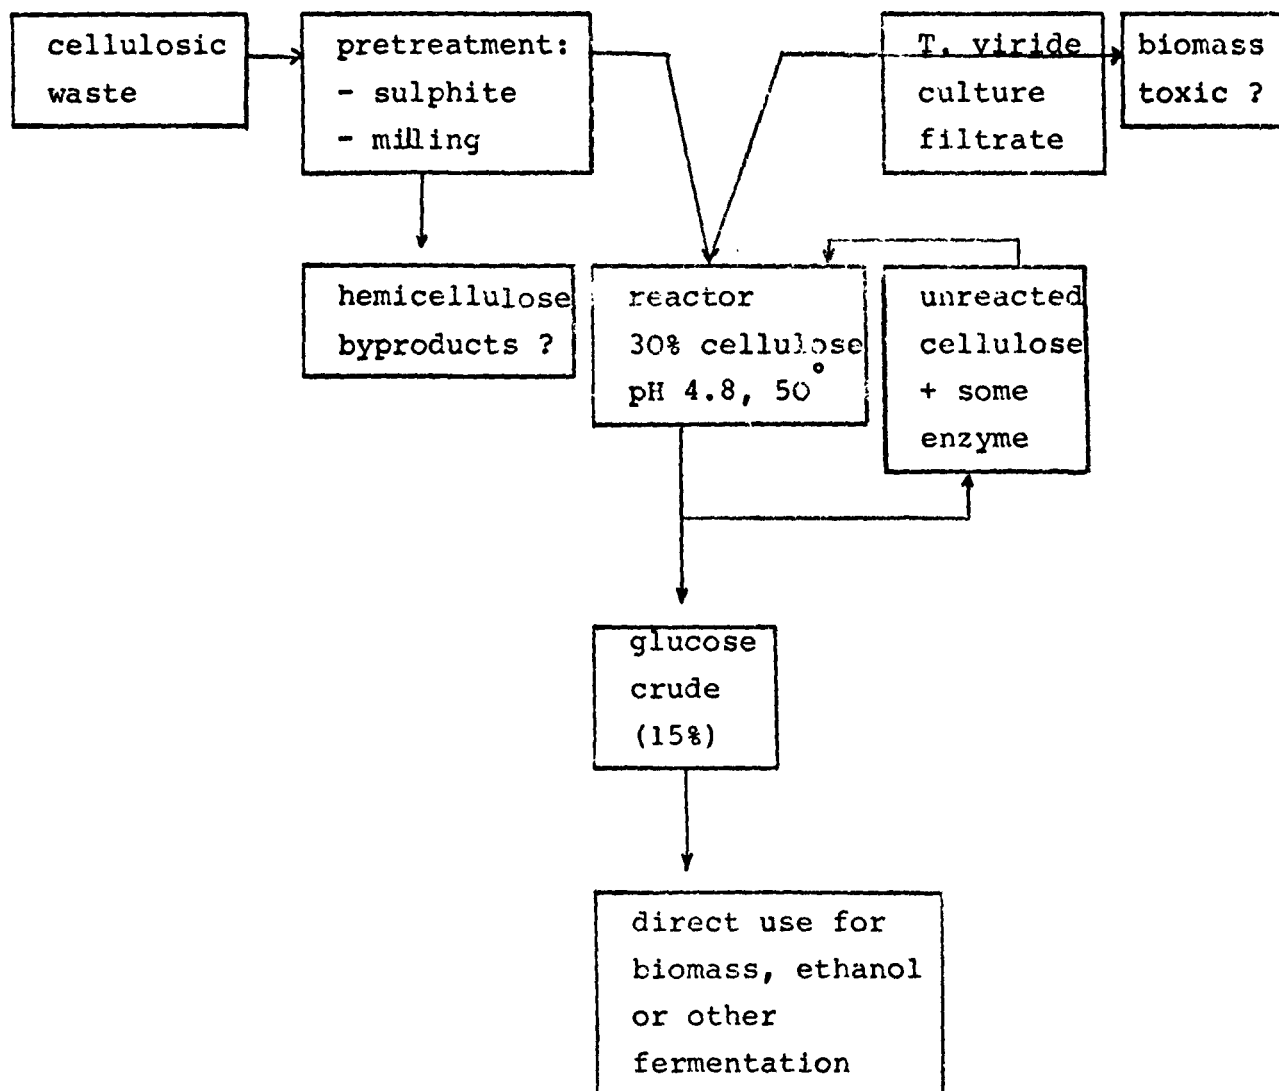 cellulosic
waste
pretreatment:
- sulphite
- milling
T. viride
culture
filtrate
biomass
toxic ?
hemicellulose
byproducts ?
reactor
30% cellulose
pH 4.8, 50°
unreacted
cellulose
+ some
enzyme
glucose
crude
(15%)
direct use for
biomass, ethanol
or other
fermentation